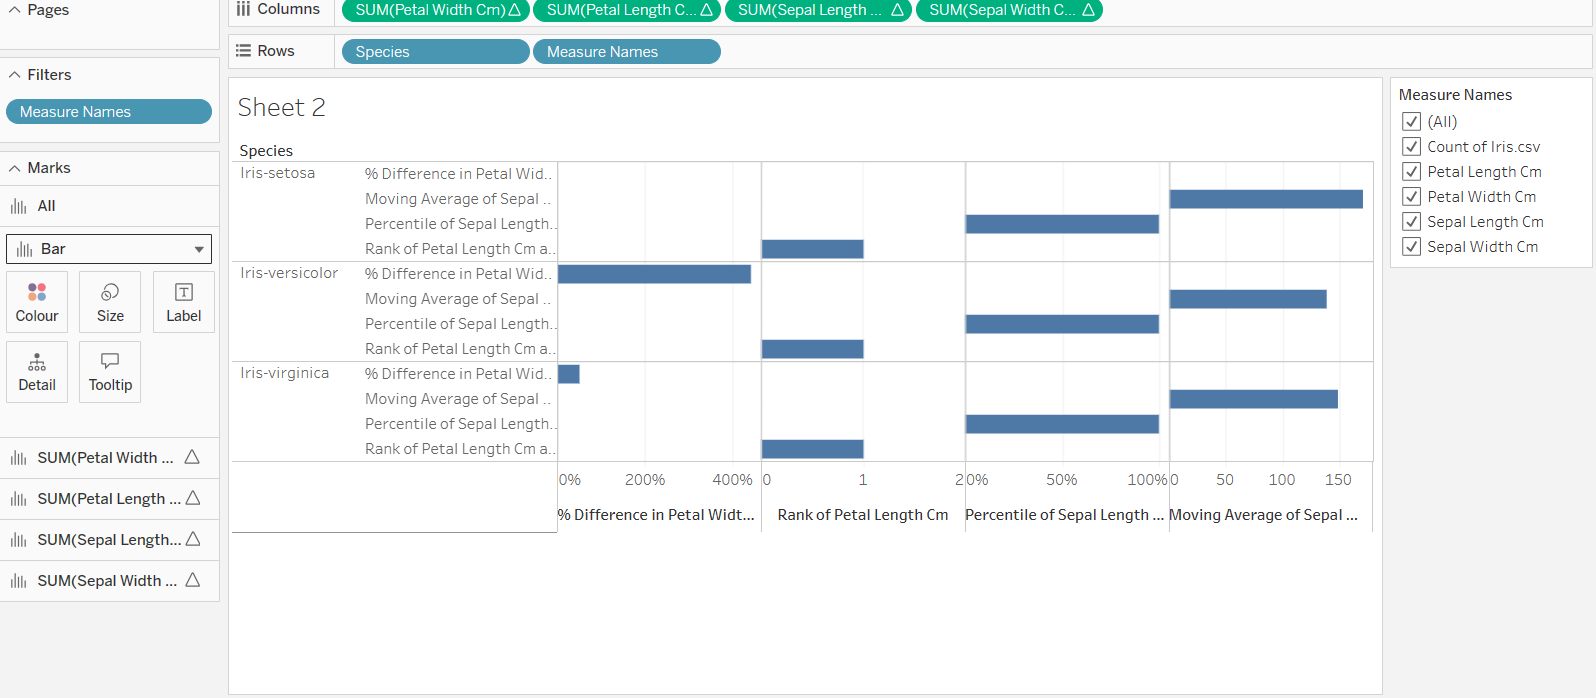 Pages
Columns SUM(Petal Width Cm) SUM(Petal Length C... SUM(Sepal Length ... SUM(Sepal Width C...
Rows Species Measure Names
Filters
Measure Names
Marks
All
Bar
Colour Size Label
Detail Tooltip
SUM(Petal Width ...
SUM(Petal Length ...
SUM(Sepal Length...
SUM(Sepal Width ...
Sheet 2
Species
Iris-setosa % Difference in Petal Wid..
Moving Average of Sepal ..
Percentile of Sepal Length..
Rank of Petal Length Cm a..
Iris-versicolor % Difference in Petal Wid..
Moving Average of Sepal ..
Percentile of Sepal Length..
Rank of Petal Length Cm a..
Iris-virginica % Difference in Petal Wid..
Moving Average of Sepal ..
Percentile of Sepal Length..
Rank of Petal Length Cm a..
0% 200% 400% 0 1 2 0% 50% 100% 0 50 100 150
% Difference in Petal Widt... Rank of Petal Length Cm Percentile of Sepal Length ... Moving Average of Sepal ...
Measure Names
(All)
Count of Iris.csv
Petal Length Cm
Petal Width Cm
Sepal Length Cm
Sepal Width Cm